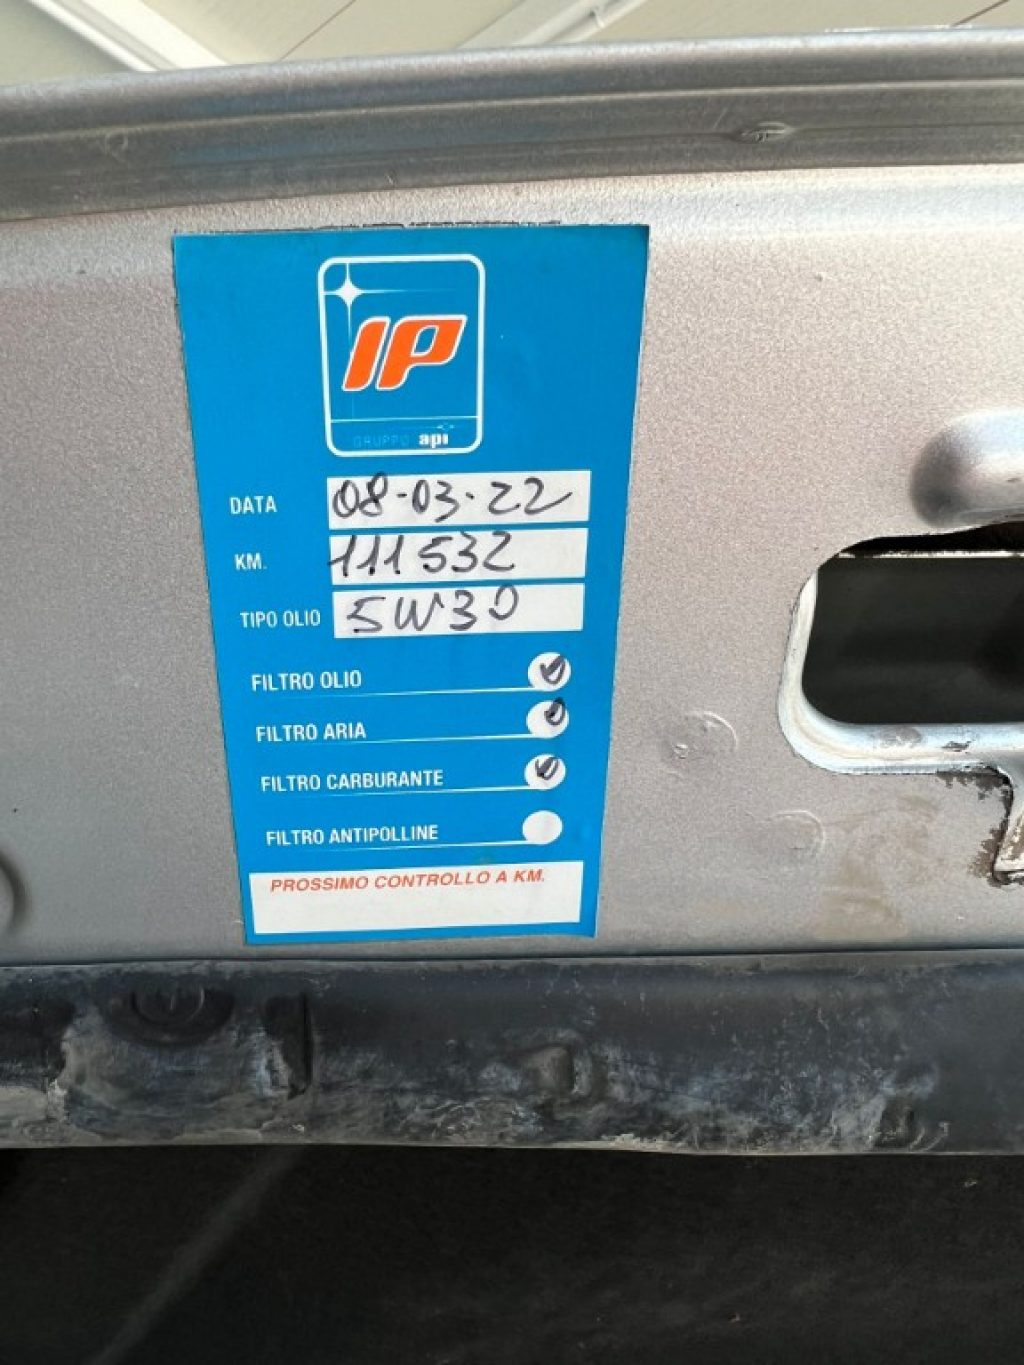 IP
GRUPPO api
DATA 08-03-22
KM. 111532
TIPO OLIO 5W30
FILTRO OLIO
FILTRO ARIA
FILTRO CARBURANTE
FILTRO ANTIPOLLINE
PROSSIMO CONTROLLO A KM.